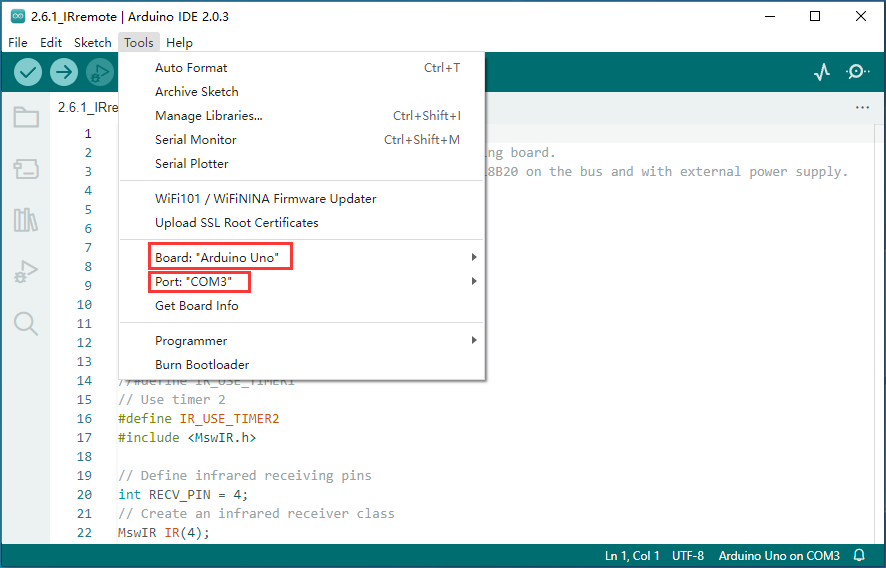 2.6.1_IRremote | Arduino IDE 2.0.3
File Edit Sketch Tools Help
2.6.1_IRre
Auto Format Ctrl+T
Archive Sketch
Manage Libraries... Ctrl+Shift+I
Serial Monitor Ctrl+Shift+M
Serial Plotter
WiFi101 / WiFiNINA Firmware Updater
Upload SSL Root Certificates
Board: "Arduino Uno"
Port: "COM3"
Get Board Info
Programmer
Burn Bootloader
1
2 ng board.
3 8B20 on the bus and with external power supply.
4
5
6
7
8
9
10
11
12
13
14 //#define IR_USE_TIMER1
15 // Use timer 2
16 #define IR_USE_TIMER2
17 #include <MswIR.h>
18
19 // Define infrared receiving pins
20 int RECV_PIN = 4;
21 // Create an infrared receiver class
22 MswIR IR(4);
Ln 1, Col 1 UTF-8 Arduino Uno on COM3